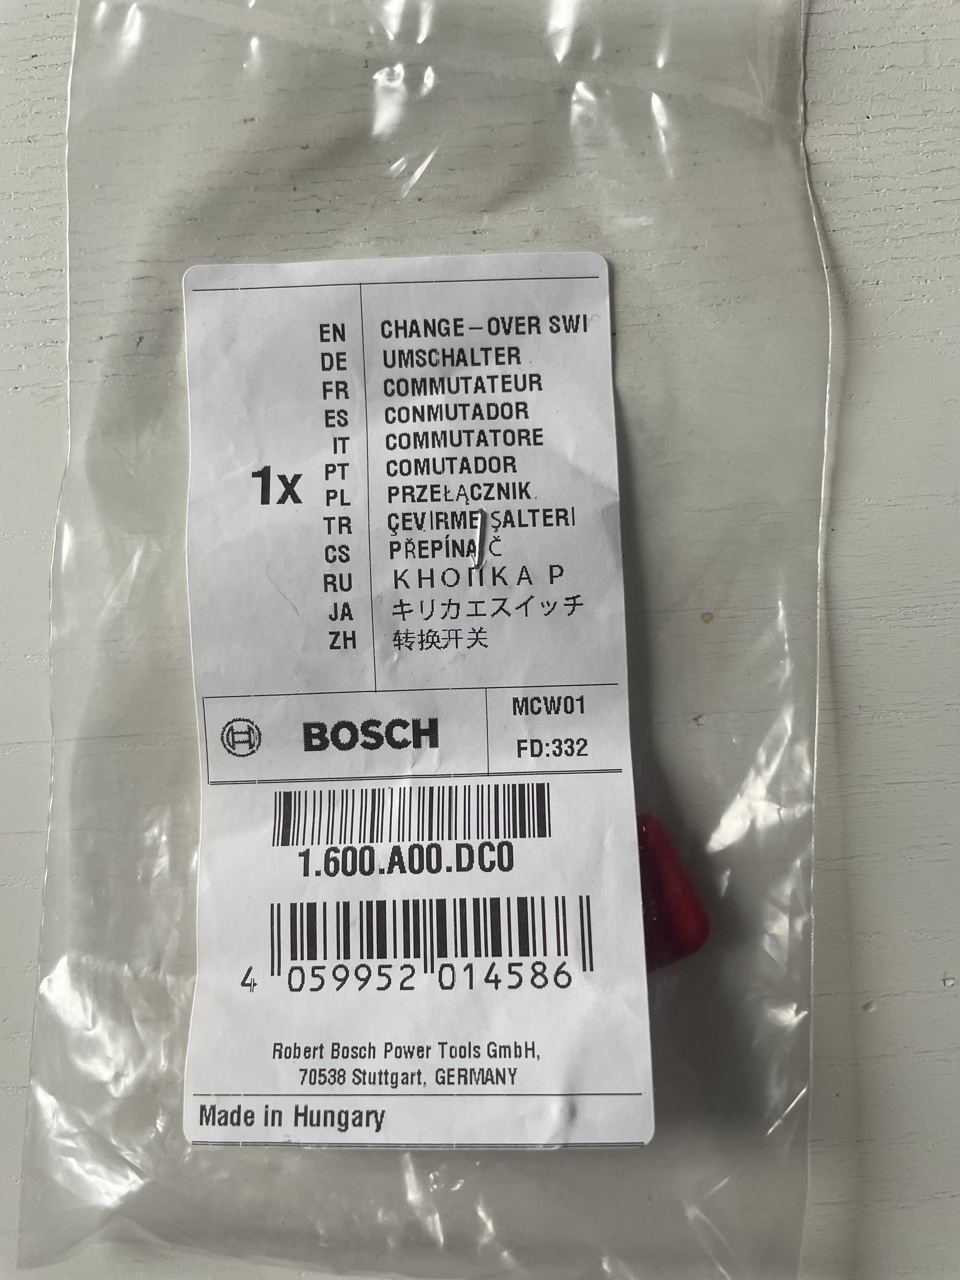 1x
EN CHANGE-OVER SWI
DE UMSCHALTER
FR COMMUTATEUR
ES CONMUTADOR
IT COMMUTATORE
PT COMUTADOR
PL PRZEŁĄCZNIK
TR ÇEVIRME ŞALTERI
CS PŘEPÍNAČ
RU КНОПКА Р
JA キリカエスイッチ
ZH 转换开关
BOSCH
MCW01
FD:332
1.600.A00.DC0
4 059952 014586
Robert Bosch Power Tools GmbH,
70538 Stuttgart, GERMANY
Made in Hungary